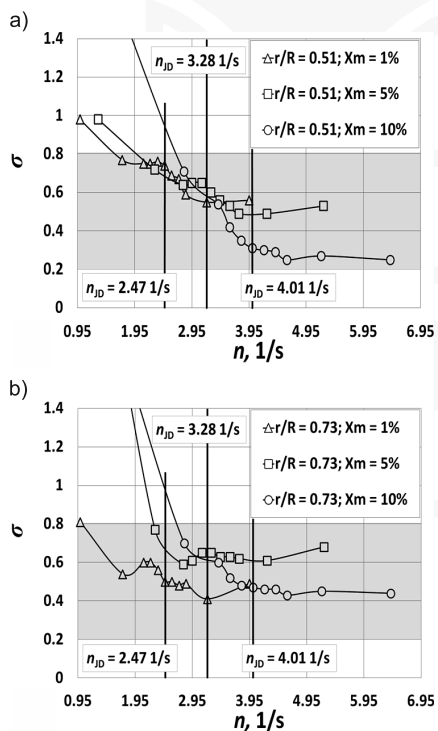 a)
1.4
n_JD = 3.28 1/s
r/R = 0.51; Xm = 1%
r/R = 0.51; Xm = 5%
r/R = 0.51; Xm = 10%
1.2
1
0.8
σ
0.6
0.4
0.2
n_JD = 2.47 1/s
n_JD = 4.01 1/s
0
0.95 1.95 2.95 3.95 4.95 5.95 6.95
n, 1/s
b)
1.4
n_JD = 3.28 1/s
r/R = 0.73; Xm = 1%
r/R = 0.73; Xm = 5%
r/R = 0.73; Xm = 10%
1.2
1
0.8
σ
0.6
0.4
0.2
n_JD = 2.47 1/s
n_JD = 4.01 1/s
0
0.95 1.95 2.95 3.95 4.95 5.95 6.95
n, 1/s